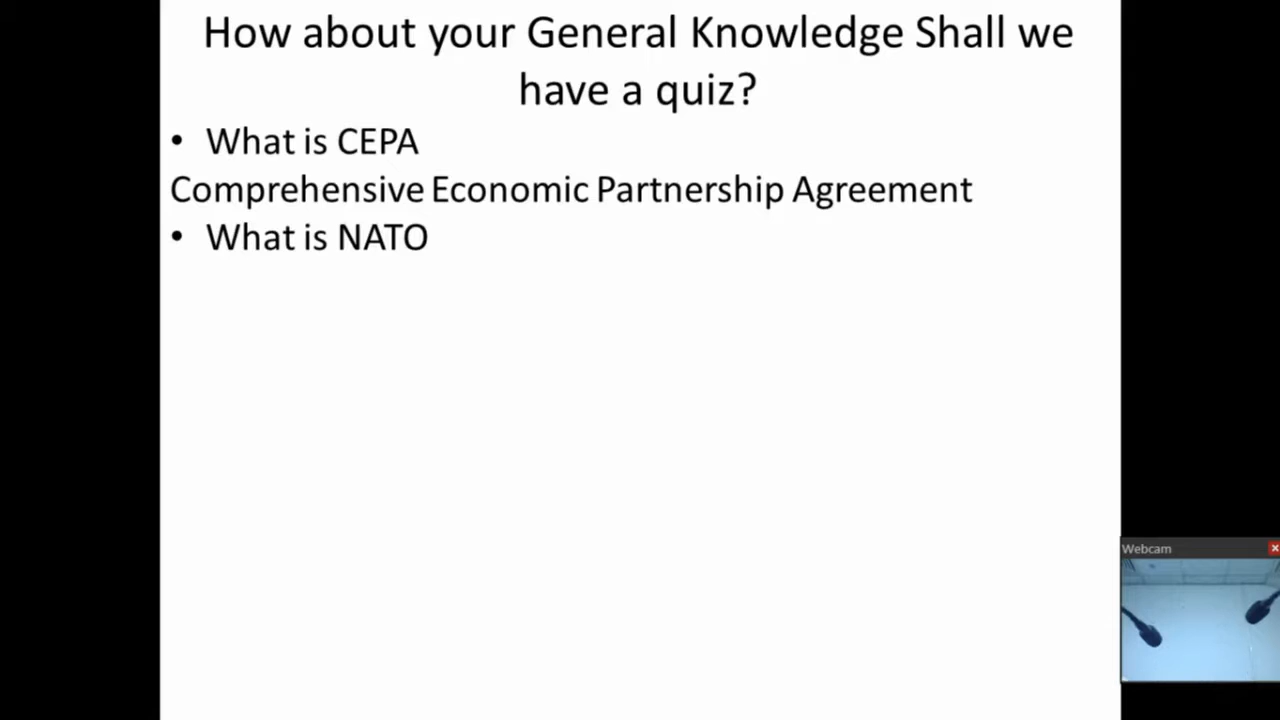 How about your General Knowledge Shall we
have a quiz?
• What is CEPA
Comprehensive Economic Partnership Agreement
• What is NATO
Webcam